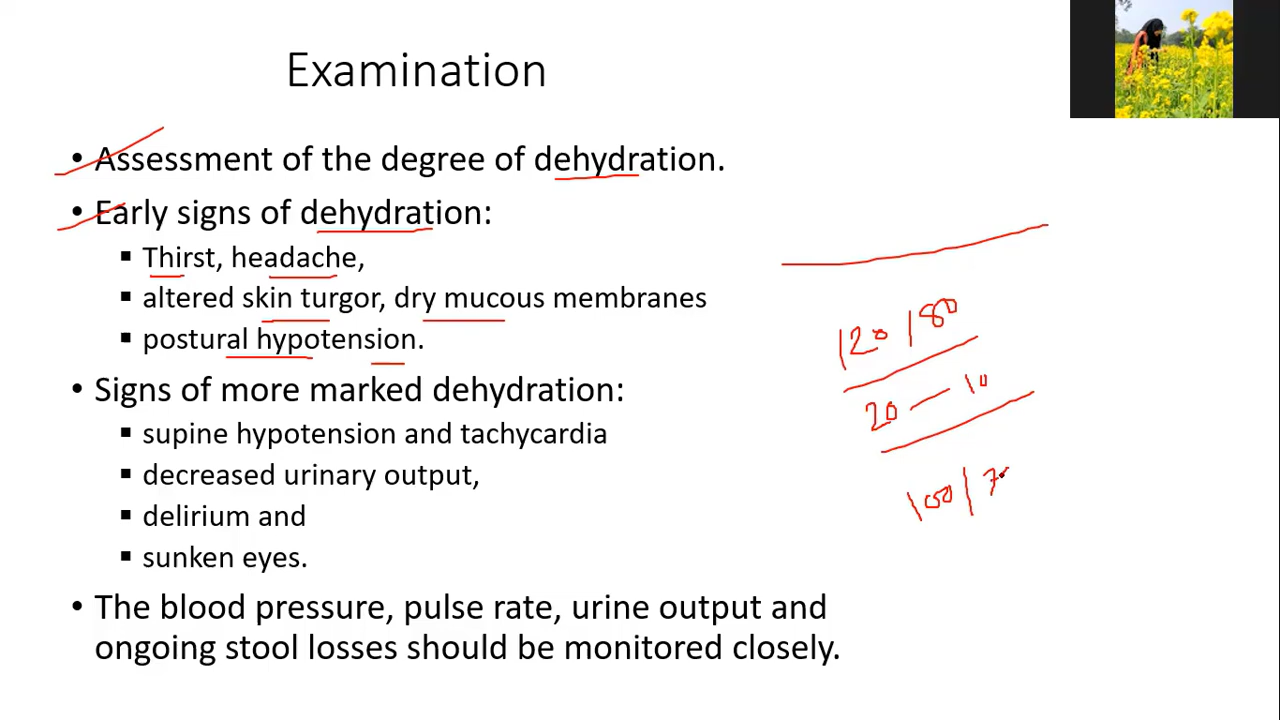 Examination
• Assessment of the degree of dehydration.
• Early signs of dehydration:
▪ Thirst, headache,
▪ altered skin turgor, dry mucous membranes
▪ postural hypotension.
• Signs of more marked dehydration:
▪ supine hypotension and tachycardia
▪ decreased urinary output,
▪ delirium and
▪ sunken eyes.
• The blood pressure, pulse rate, urine output and
ongoing stool losses should be monitored closely.
120/80
20 — 10
100/7